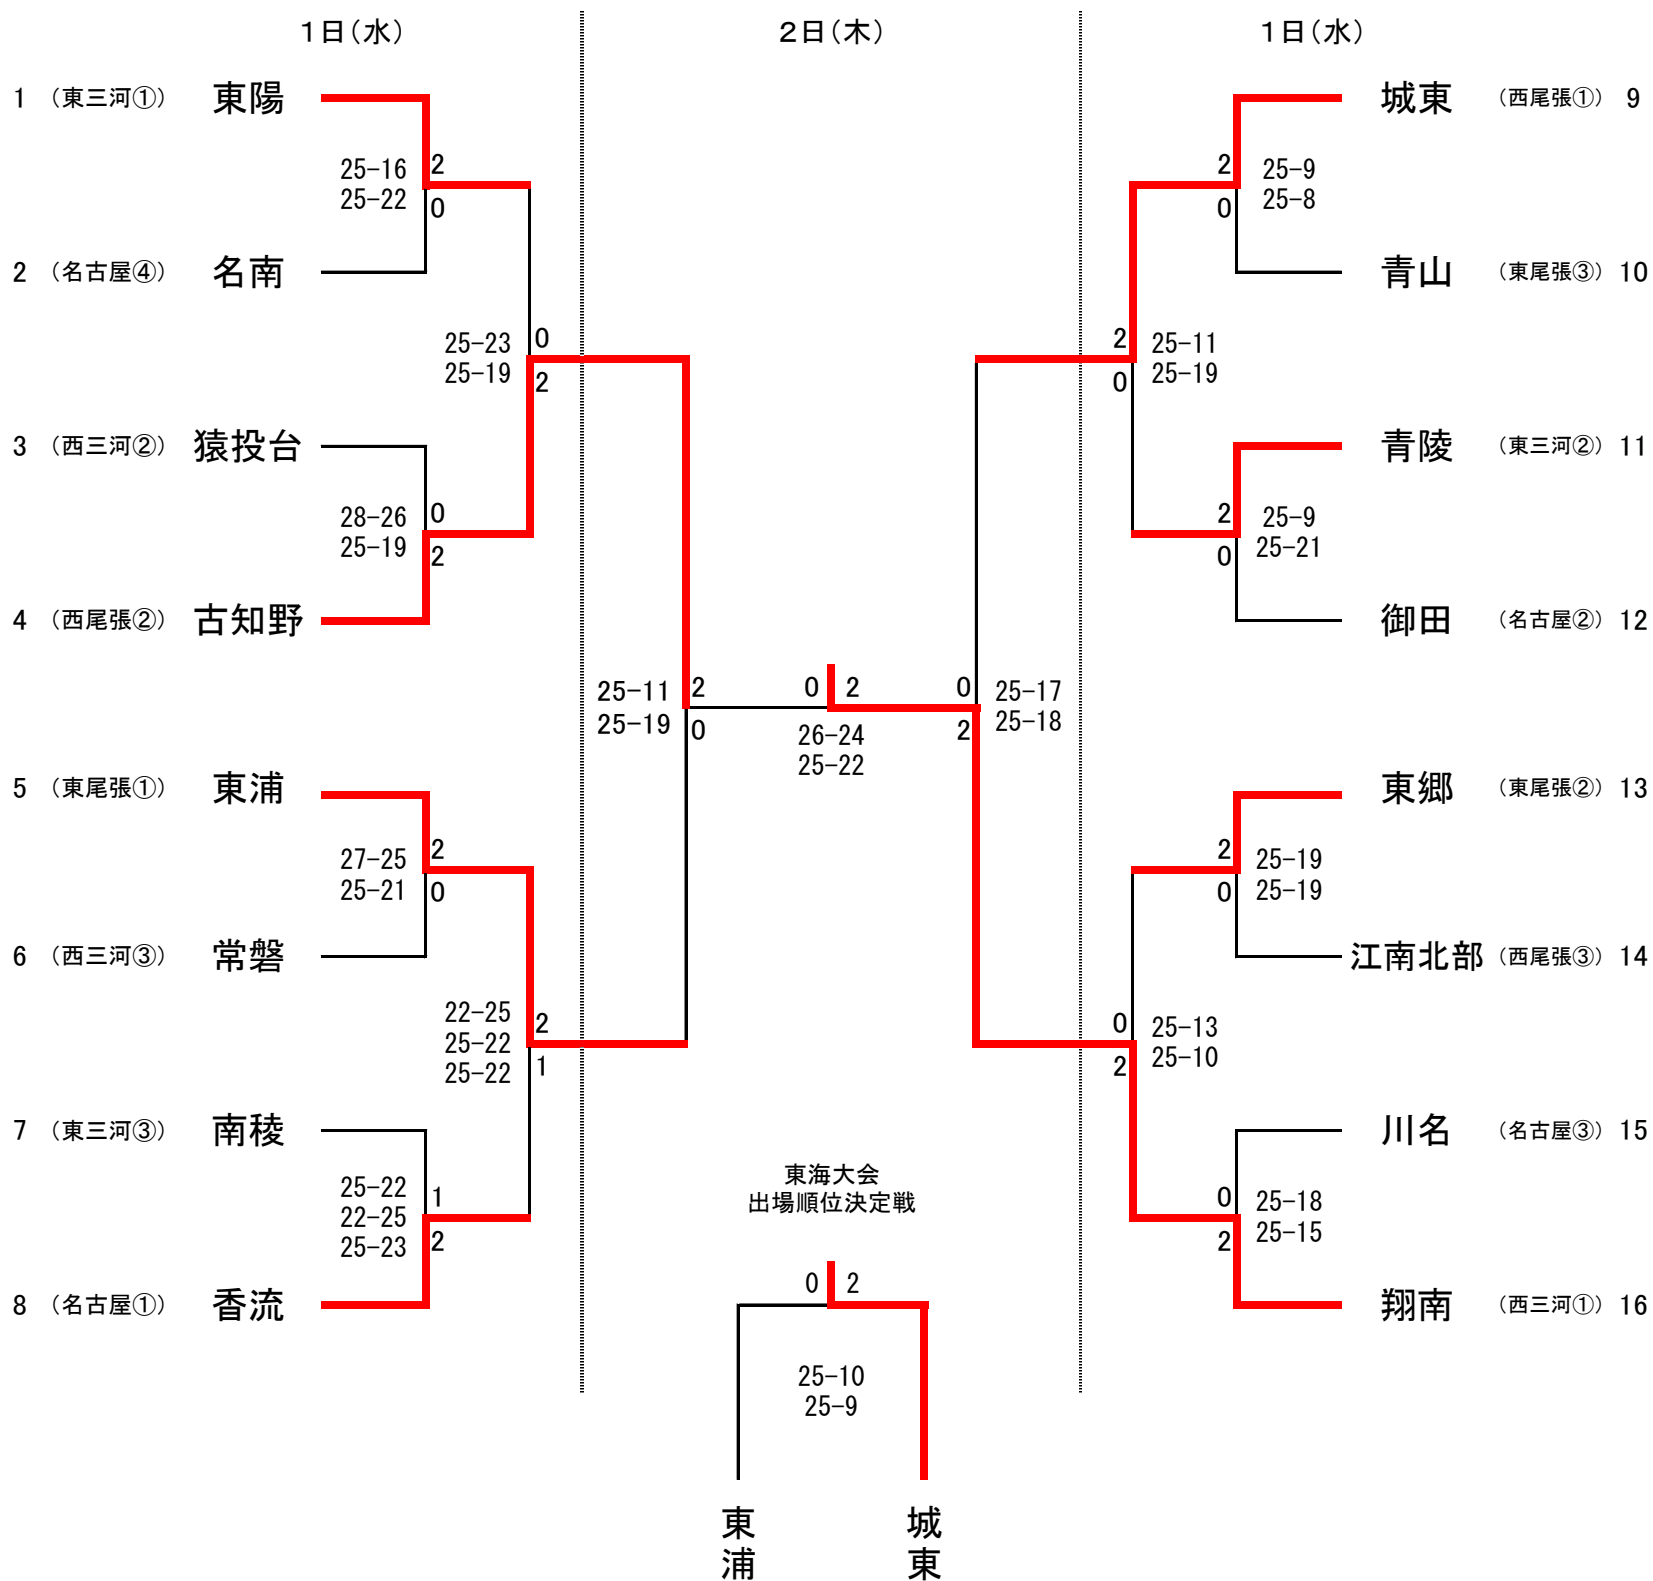 1日(水)
2日(木)
1日(水)
1 (東三河①) 東陽
25-16
25-22
2
0
2 (名古屋④) 名南
25-23
25-19
0
2
3 (西三河②) 猿投台
28-26
25-19
0
2
4 (西尾張②) 古知野
25-11
25-19
2
0
5 (東尾張①) 東浦
27-25
25-21
2
0
6 (西三河③) 常磐
22-25
25-22
25-22
2
1
7 (東三河③) 南稜
25-22
22-25
25-23
1
2
8 (名古屋①) 香流
0 2
26-24
25-22
城東 (西尾張①) 9
2
0
25-9
25-8
青山 (東尾張③) 10
2
0
25-11
25-19
青陵 (東三河②) 11
2
0
25-9
25-21
御田 (名古屋②) 12
0
2
25-17
25-18
東郷 (東尾張②) 13
2
0
25-19
25-19
江南北部 (西尾張③) 14
0
2
25-13
25-10
川名 (名古屋③) 15
0
2
25-18
25-15
翔南 (西三河①) 16
東海大会
出場順位決定戦
0 2
25-10
25-9
東浦
城東